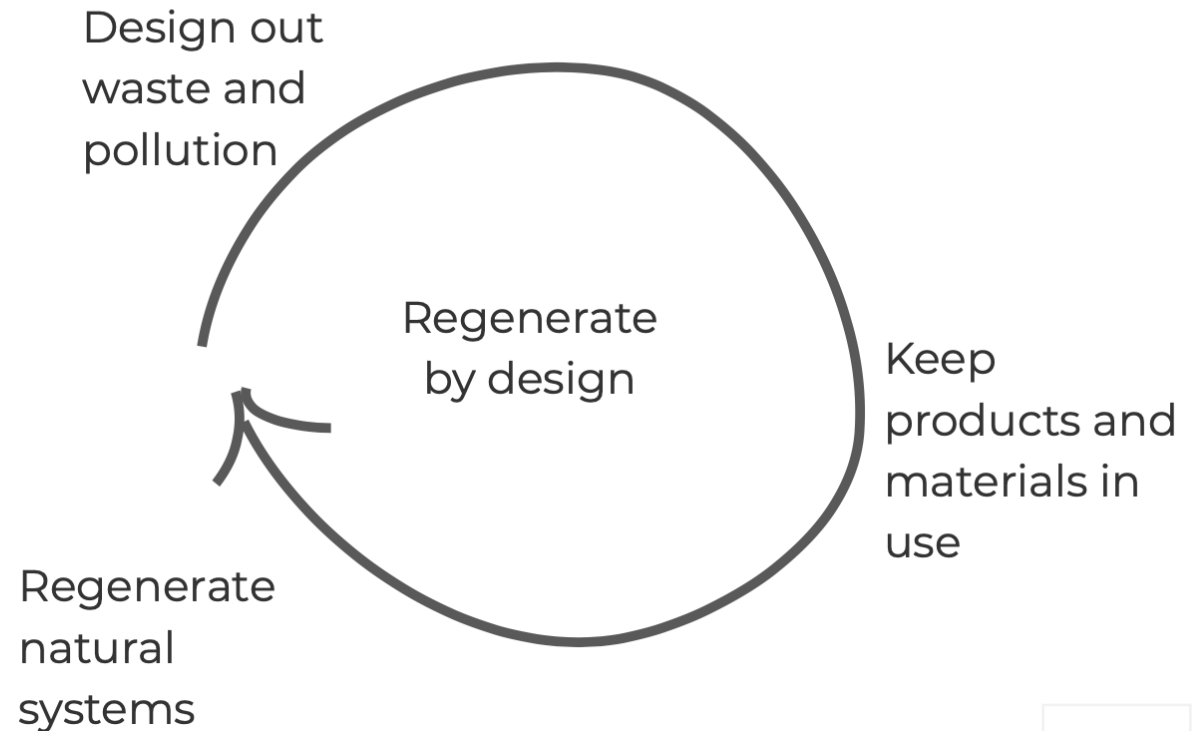 Design out
waste and
pollution
Regenerate
by design
Keep
products and
materials in
use
Regenerate
natural
systems